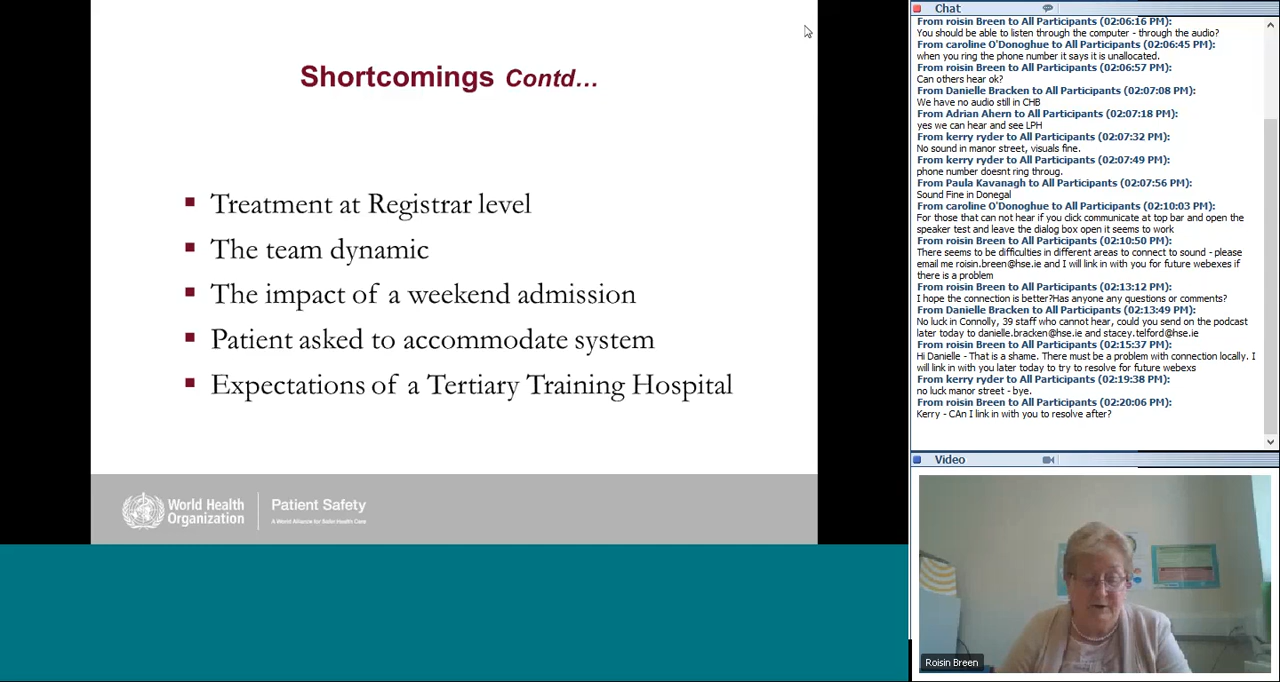 Shortcomings Contd...
Treatment at Registrar level
The team dynamic
The impact of a weekend admission
Patient asked to accommodate system
Expectations of a Tertiary Training Hospital
World Health
Organization
Patient Safety
A World Alliance for Safer Health Care
Chat
From roisin Breen to All Participants (02:06:16 PM):
You should be able to listen through the computer - through the audio?
From caroline O'Donoghue to All Participants (02:06:45 PM):
when you ring the phone number it says it is unallocated.
From roisin Breen to All Participants (02:06:57 PM):
Can others hear ok?
From Danielle Bracken to All Participants (02:07:08 PM):
We have no audio still in CHB
From Adrian Ahern to All Participants (02:07:18 PM):
yes we can hear and see LPH
From kerry ryder to All Participants (02:07:32 PM):
No sound in manor street, visuals fine.
From kerry ryder to All Participants (02:07:49 PM):
phone number doesnt ring throug.
From Paula Kavanagh to All Participants (02:07:56 PM):
Sound Fine in Donegal
From caroline O'Donoghue to All Participants (02:10:03 PM):
For those that can not hear if you click communicate at top bar and open the
speaker test and leave the dialog box open it seems to work
From roisin Breen to All Participants (02:10:50 PM):
There seems to be difficulties in different areas to connect to sound - please
email me roisin.breen@hse.ie and I will link in with you for future webexes if
there is a problem
From roisin Breen to All Participants (02:13:12 PM):
I hope the connection is better?Has anyone any questions or comments?
From Danielle Bracken to All Participants (02:13:49 PM):
No luck in Connolly, 39 staff who cannot hear, could you send on the podcast
later today to danielle.bracken@hse.ie and stacey.telford@hse.ie
From roisin Breen to All Participants (02:15:37 PM):
Hi Danielle - That is a shame. There must be a problem with connection locally. I
will link in with you later today to try to resolve for future webexs
From kerry ryder to All Participants (02:19:38 PM):
no luck manor street - bye.
From roisin Breen to All Participants (02:20:06 PM):
Kerry - CAn I link in with you to resolve after?
Video
Roisin Breen